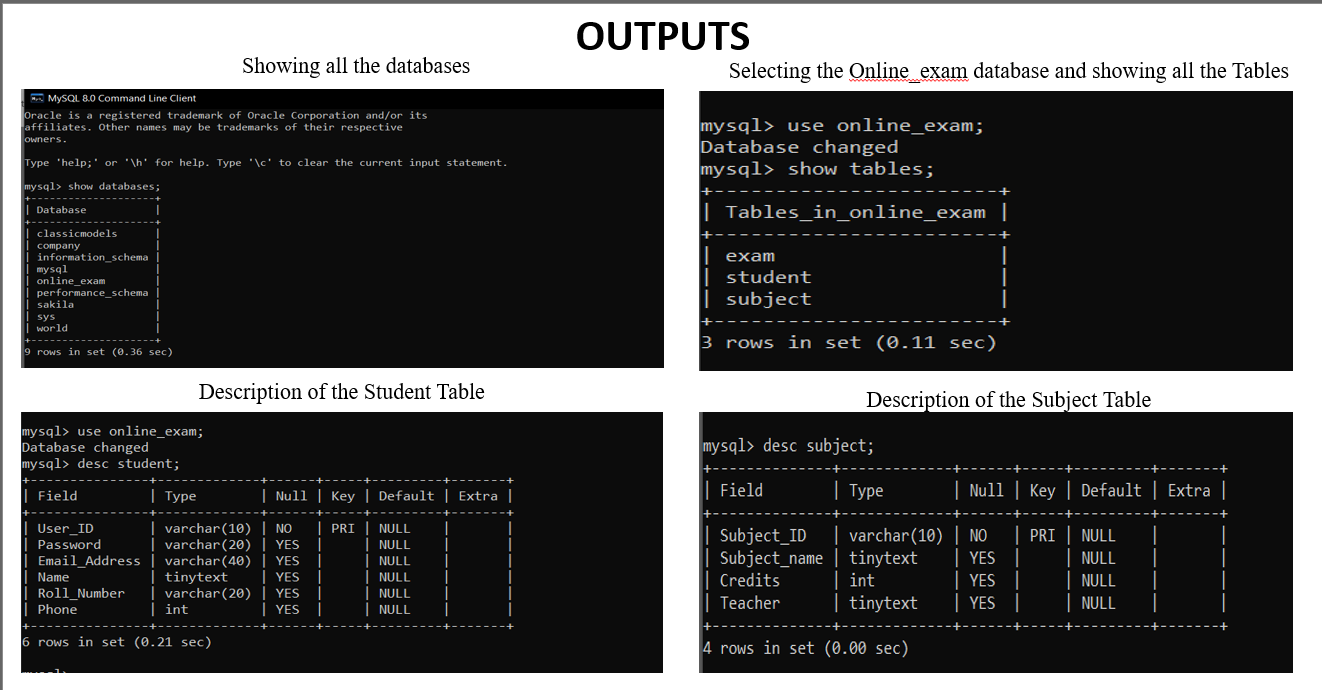 OUTPUTS
Showing all the databases
MySQL 8.0 Command Line Client
Oracle is a registered trademark of Oracle Corporation and/or its
affiliates. Other names may be trademarks of their respective
owners.
Type 'help;' or '\h' for help. Type '\c' to clear the current input statement.
mysql> show databases;
+--------------------+
| Database           |
+--------------------+
| classicmodels      |
| company            |
| information_schema |
| mysql              |
| online_exam        |
| performance_schema |
| sakila             |
| sys                |
| world              |
+--------------------+
9 rows in set (0.36 sec)
Selecting the Online_exam database and showing all the Tables
mysql> use online_exam;
Database changed
mysql> show tables;
+-----------------------+
| Tables_in_online_exam |
+-----------------------+
| exam                  |
| student               |
| subject               |
+-----------------------+
3 rows in set (0.11 sec)
Description of the Student Table
mysql> use online_exam;
Database changed
mysql> desc student;
+---------------+-------------+------+-----+---------+-------+
| Field         | Type        | Null | Key | Default | Extra |
+---------------+-------------+------+-----+---------+-------+
| User_ID       | varchar(10) | NO   | PRI | NULL    |       |
| Password      | varchar(20) | YES  |     | NULL    |       |
| Email_Address | varchar(40) | YES  |     | NULL    |       |
| Name          | tinytext    | YES  |     | NULL    |       |
| Roll_Number   | varchar(20) | YES  |     | NULL    |       |
| Phone         | int         | YES  |     | NULL    |       |
+---------------+-------------+------+-----+---------+-------+
6 rows in set (0.21 sec)
mysql>
Description of the Subject Table
mysql> desc subject;
+--------------+-------------+------+-----+---------+-------+
| Field        | Type        | Null | Key | Default | Extra |
+--------------+-------------+------+-----+---------+-------+
| Subject_ID   | varchar(10) | NO   | PRI | NULL    |       |
| Subject_name | tinytext    | YES  |     | NULL    |       |
| Credits      | int         | YES  |     | NULL    |       |
| Teacher      | tinytext    | YES  |     | NULL    |       |
+--------------+-------------+------+-----+---------+-------+
4 rows in set (0.00 sec)